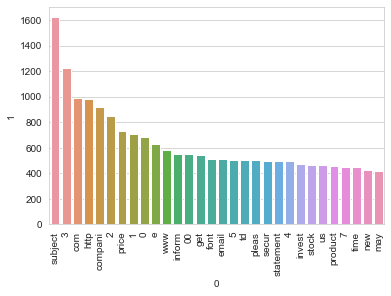 1600
1400
1200
1000
800
600
400
200
0
1
subject
3
com
http
compani
2
price
1
0
e
www
inform
00
get
font
email
5
td
pleas
secur
statement
4
invest
stock
us
product
7
time
new
may
0